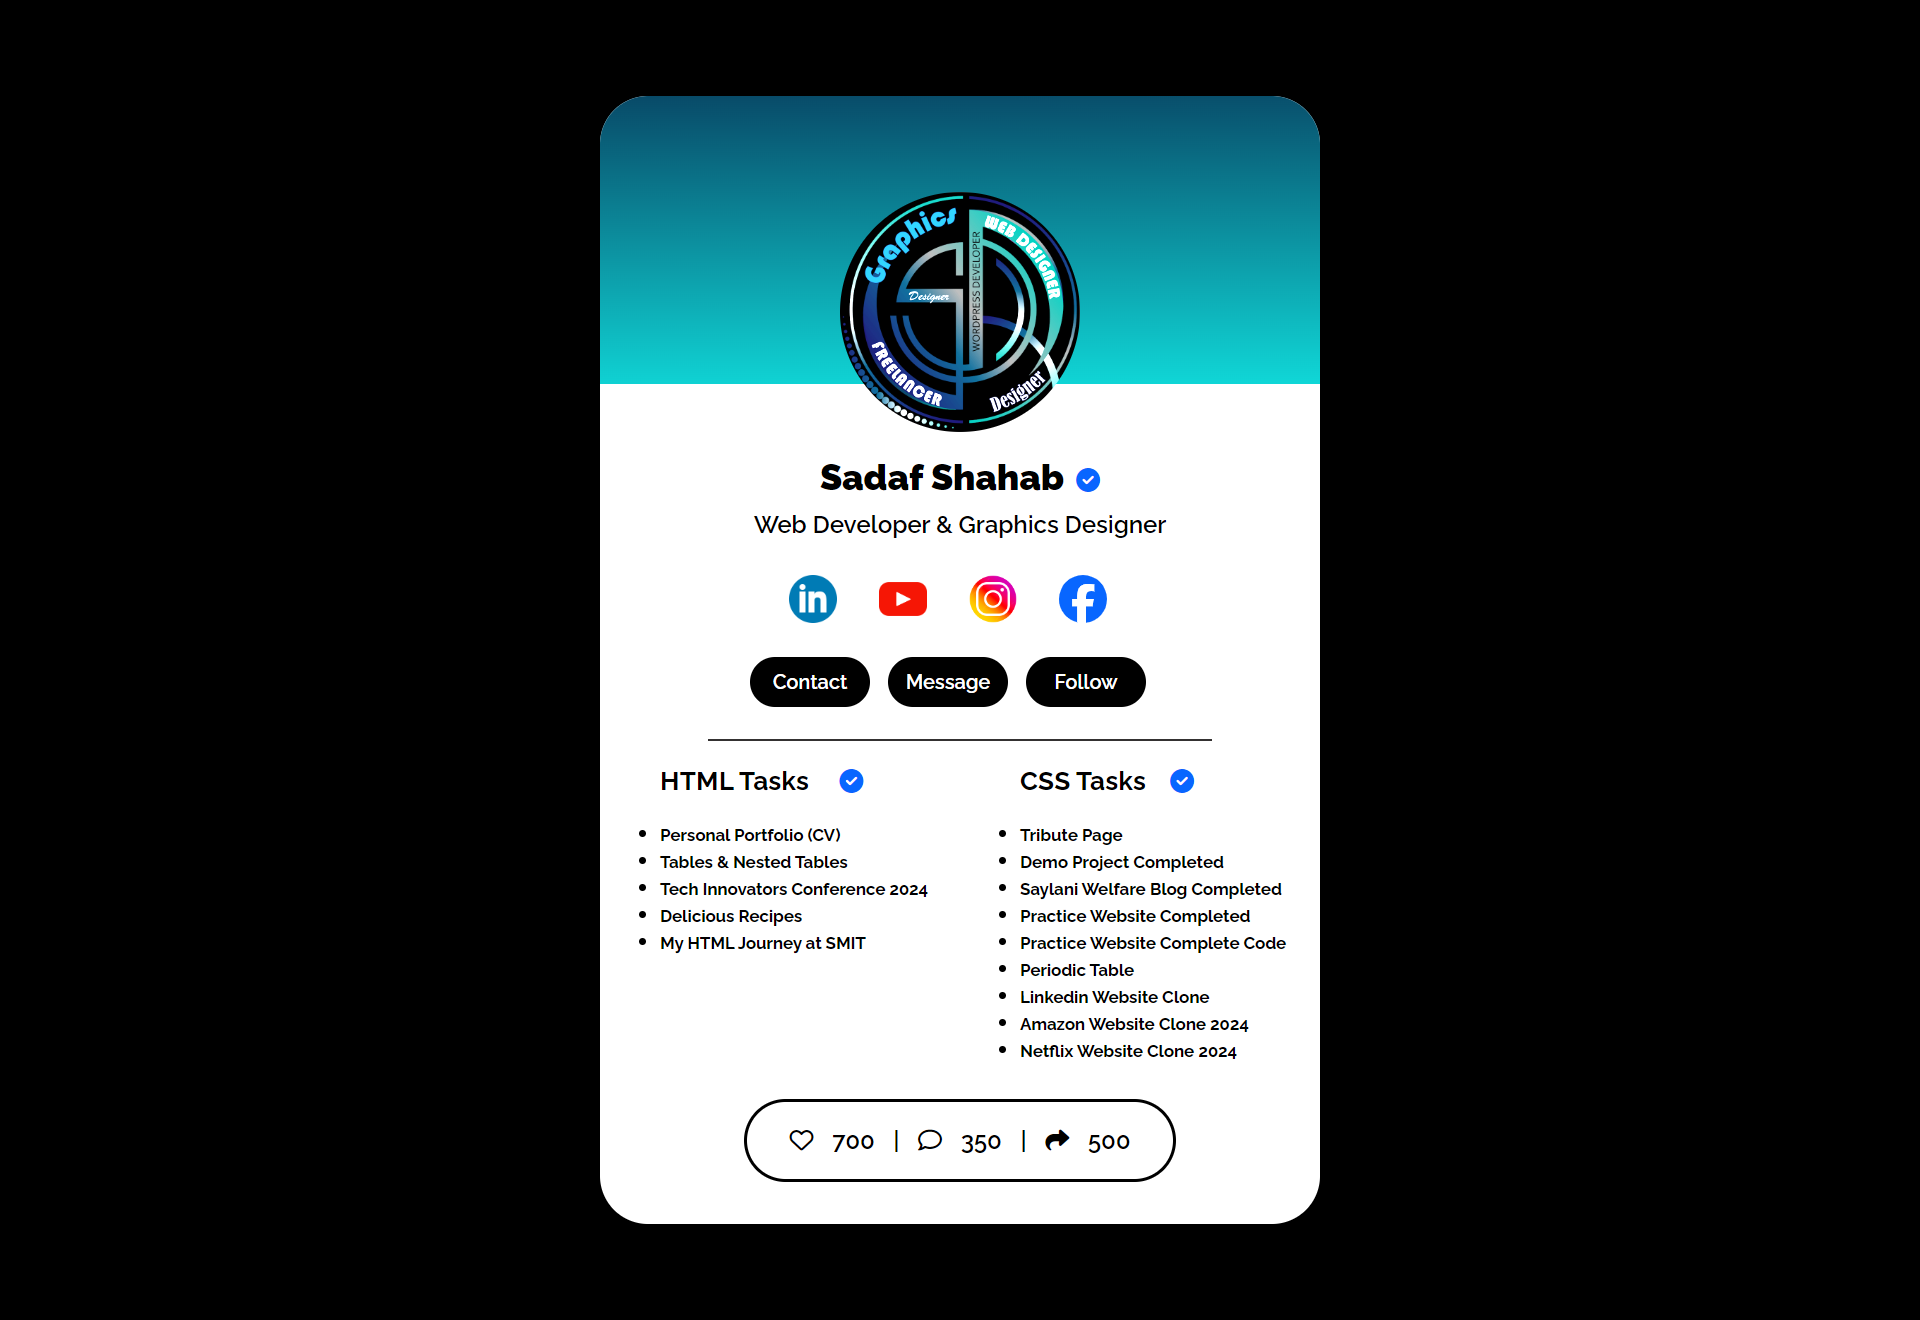 Graphics
WEB DESIGNER
WORDPRESS DEVELOPER
Designer
FREELANCER
Designer
Sadaf Shahab
Web Developer & Graphics Designer
in
Contact
Message
Follow
HTML Tasks
Personal Portfolio (CV)
Tables & Nested Tables
Tech Innovators Conference 2024
Delicious Recipes
My HTML Journey at SMIT
CSS Tasks
Tribute Page
Demo Project Completed
Saylani Welfare Blog Completed
Practice Website Completed
Practice Website Complete Code
Periodic Table
Linkedin Website Clone
Amazon Website Clone 2024
Netflix Website Clone 2024
700 | 350 | 500